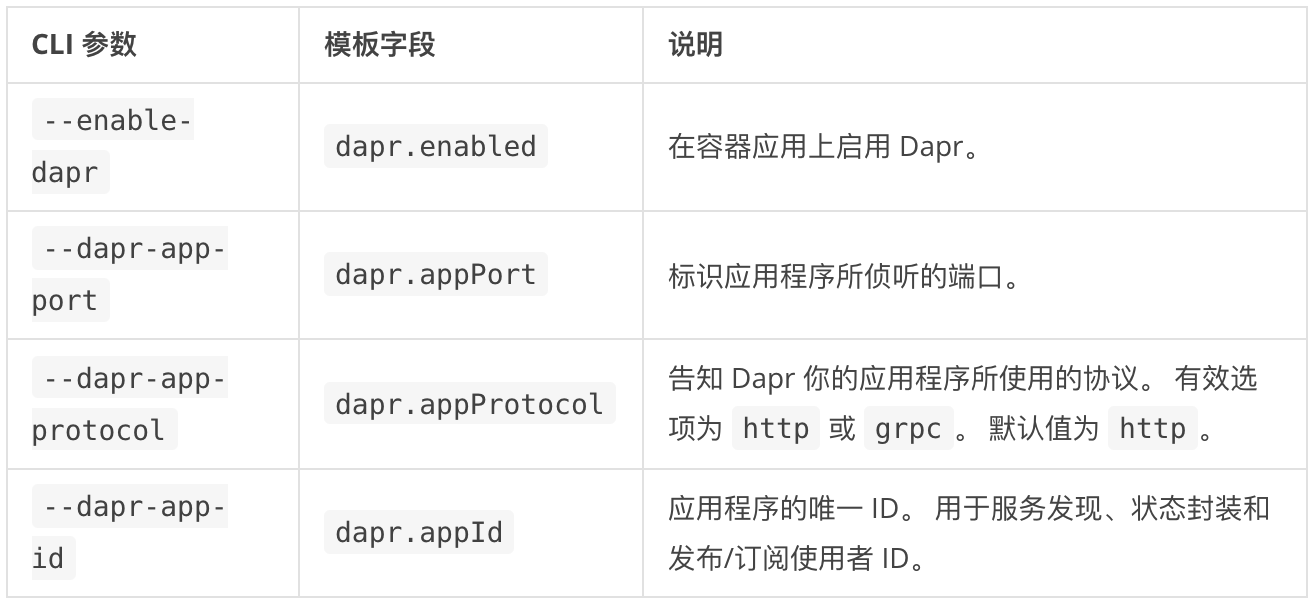 CLI 参数 模板字段 说明
--enable-
dapr
dapr.enabled
在容器应用上启用 Dapr。
--dapr-app-
port
dapr.appPort
标识应用程序所侦听的端口。
--dapr-app-
protocol
dapr.appProtocol
告知 Dapr 你的应用程序所使用的协议。 有效选
项为 http 或 grpc 。 默认值为 http 。
--dapr-app-
id
dapr.appId
应用程序的唯一 ID。 用于服务发现、状态封装和
发布/订阅使用者 ID。